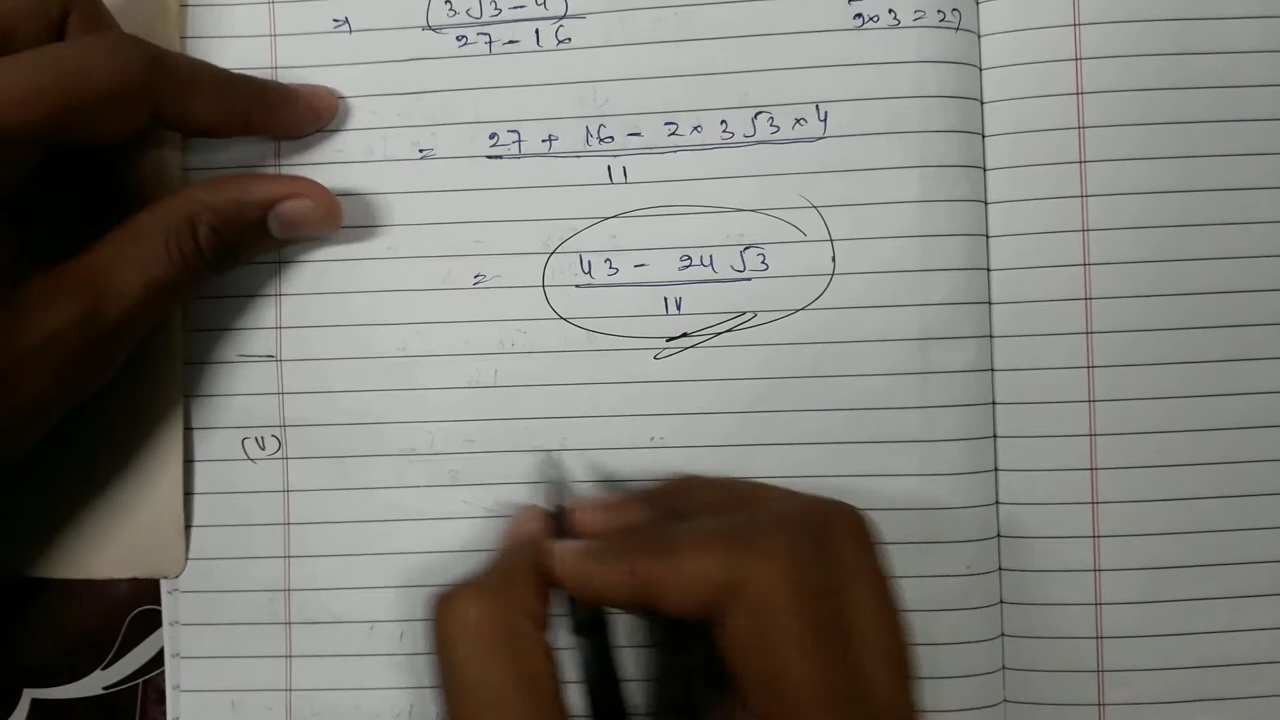 ⇒ (3.√3 - 4) / 27 - 16
9×3 = 27
= 27 + 16 - 2 × 3√3 × 4 / 11
= 43 - 24√3 / 11
(v)